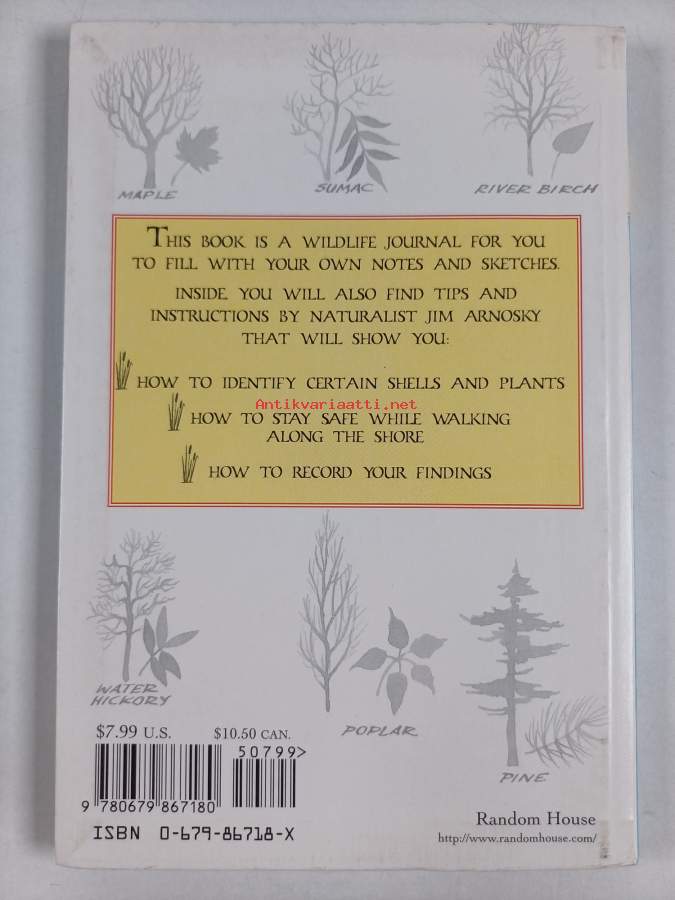 MAPLE
SUMAC
RIVER BIRCH
THIS BOOK IS A WILDLIFE JOURNAL FOR YOU
TO FILL WITH YOUR OWN NOTES AND SKETCHES.
INSIDE, YOU WILL ALSO FIND TIPS AND
INSTRUCTIONS BY NATURALIST JIM ARNOSKY
THAT WILL SHOW YOU:
HOW TO IDENTIFY CERTAIN SHELLS AND PLANTS
Antikvariaatti.net
HOW TO STAY SAFE WHILE WALKING
ALONG THE SHORE
HOW TO RECORD YOUR FINDINGS
WATER
HICKORY
POPLAR
PINE
$7.99 U.S.
$10.50 CAN.
50799>
9 780679 867180
ISBN 0-679-86718-X
Random House
http://www.randomhouse.com/